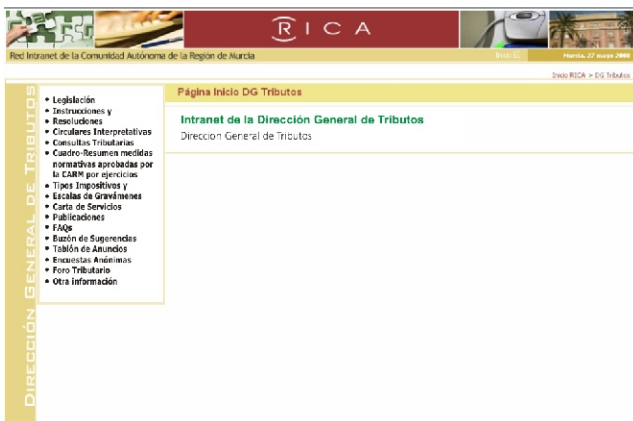 RICA
Red Intranet de la Comunidad Autónoma de la Región de Murcia
Murcia, 27 mayo 2008
Inicio RICA > DG Tributos
DIRECCIÓN GENERAL DE TRIBUTOS
• Legislación
• Instrucciones y
• Resoluciones
• Circulares Interpretativas
• Consultas Tributarias
• Cuadro-Resumen medidas
normativas aprobadas por
la CARM por ejercicios
• Tipos Impositivos y
• Escalas de Gravámenes
• Carta de Servicios
• Publicaciones
• FAQs
• Buzón de Sugerencias
• Tablón de Anuncios
• Encuestas Anónimas
• Foro Tributario
• Otra información
Página Inicio DG Tributos
Intranet de la Dirección General de Tributos
Direccion General de Tributos